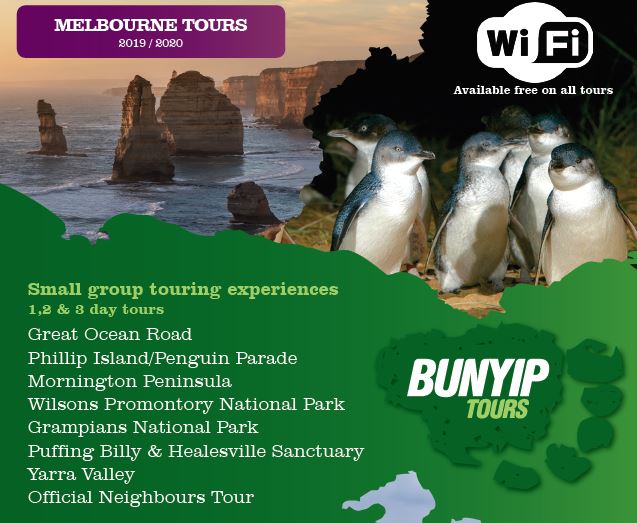 MELBOURNE TOURS
2019 / 2020
Wi Fi
Available free on all tours
Small group touring experiences
1,2 & 3 day tours
Great Ocean Road
Phillip Island/Penguin Parade
Mornington Peninsula
Wilsons Promontory National Park
Grampians National Park
Puffing Billy & Healesville Sanctuary
Yarra Valley
Official Neighbours Tour
BUNYIP
TOURS